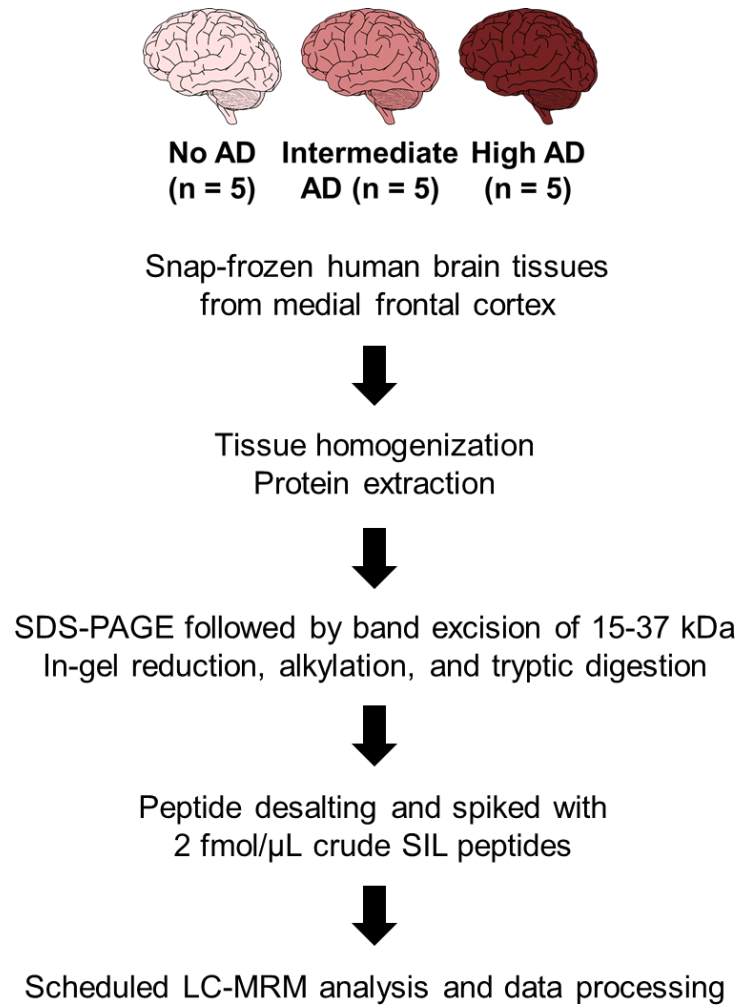 No AD
(n = 5)
Intermediate
AD (n = 5)
High AD
(n = 5)
Snap-frozen human brain tissues
from medial frontal cortex
Tissue homogenization
Protein extraction
SDS-PAGE followed by band excision of 15-37 kDa
In-gel reduction, alkylation, and tryptic digestion
Peptide desalting and spiked with
2 fmol/µL crude SIL peptides
Scheduled LC-MRM analysis and data processing